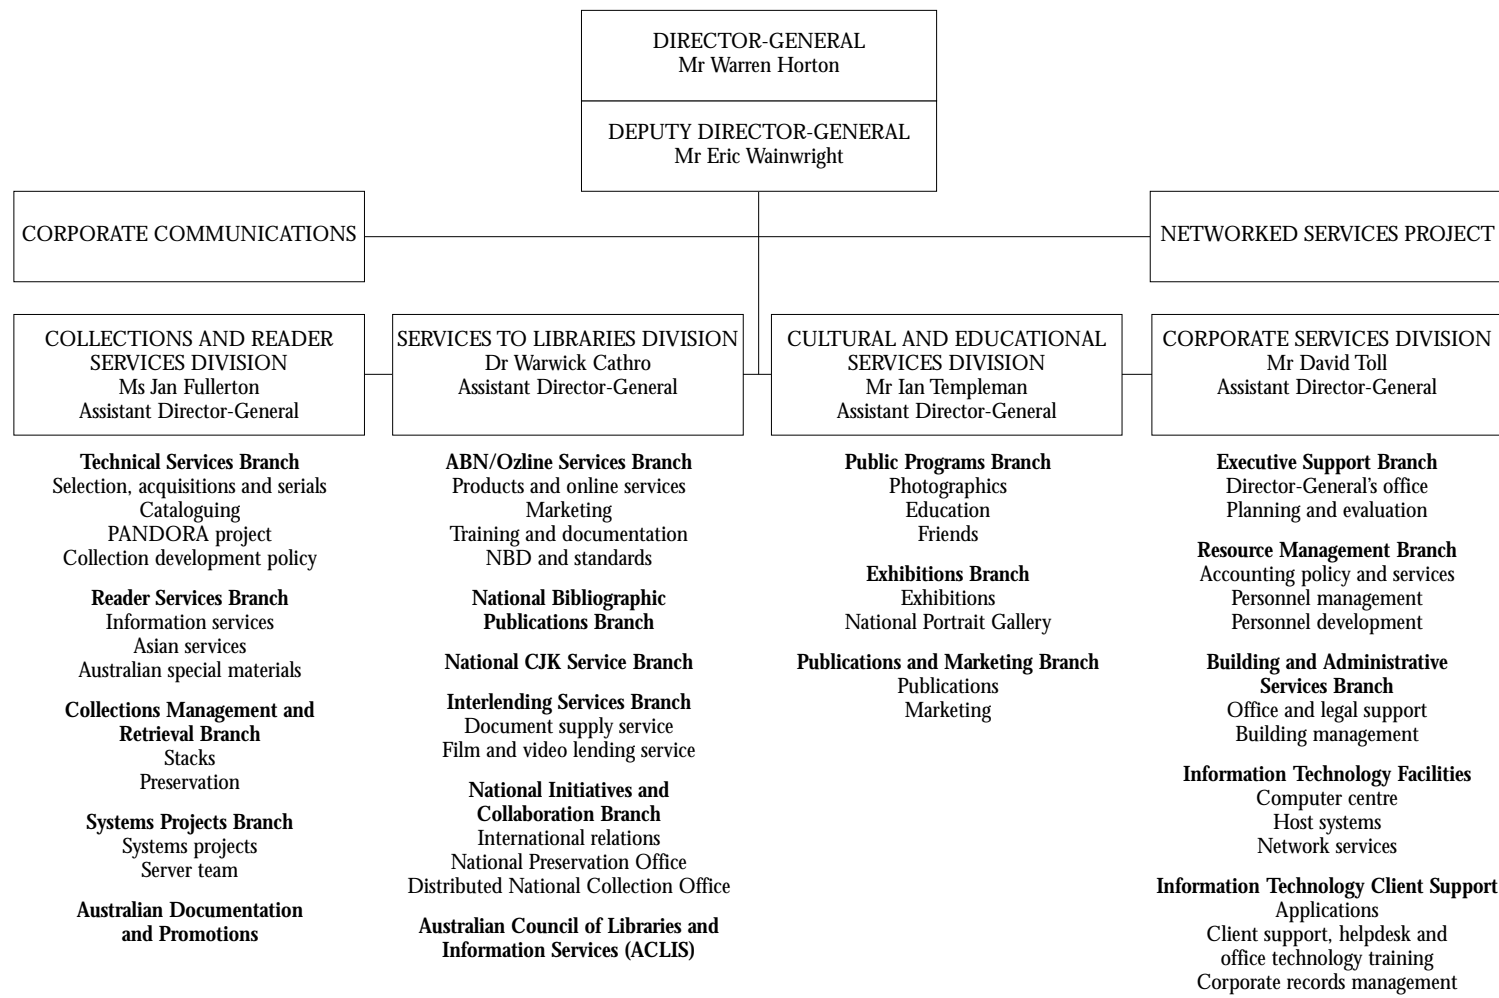 DIRECTOR-GENERAL
Mr Warren Horton
DEPUTY DIRECTOR-GENERAL
Mr Eric Wainwright
CORPORATE COMMUNICATIONS
NETWORKED SERVICES PROJECT
COLLECTIONS AND READER
SERVICES DIVISION
Ms Jan Fullerton
Assistant Director-General
SERVICES TO LIBRARIES DIVISION
Dr Warwick Cathro
Assistant Director-General
CULTURAL AND EDUCATIONAL
SERVICES DIVISION
Mr Ian Templeman
Assistant Director-General
CORPORATE SERVICES DIVISION
Mr David Toll
Assistant Director-General
Technical Services Branch
Selection, acquisitions and serials
Cataloguing
PANDORA project
Collection development policy
Reader Services Branch
Information services
Asian services
Australian special materials
Collections Management and
Retrieval Branch
Stacks
Preservation
Systems Projects Branch
Systems projects
Server team
Australian Documentation
and Promotions
ABN/Ozline Services Branch
Products and online services
Marketing
Training and documentation
NBD and standards
National Bibliographic
Publications Branch
National CJK Service Branch
Interlending Services Branch
Document supply service
Film and video lending service
National Initiatives and
Collaboration Branch
International relations
National Preservation Office
Distributed National Collection Office
Australian Council of Libraries and
Information Services (ACLIS)
Public Programs Branch
Photographics
Education
Friends
Exhibitions Branch
Exhibitions
National Portrait Gallery
Publications and Marketing Branch
Publications
Marketing
Executive Support Branch
Director-General's office
Planning and evaluation
Resource Management Branch
Accounting policy and services
Personnel management
Personnel development
Building and Administrative
Services Branch
Office and legal support
Building management
Information Technology Facilities
Computer centre
Host systems
Network services
Information Technology Client Support
Applications
Client support, helpdesk and
office technology training
Corporate records management